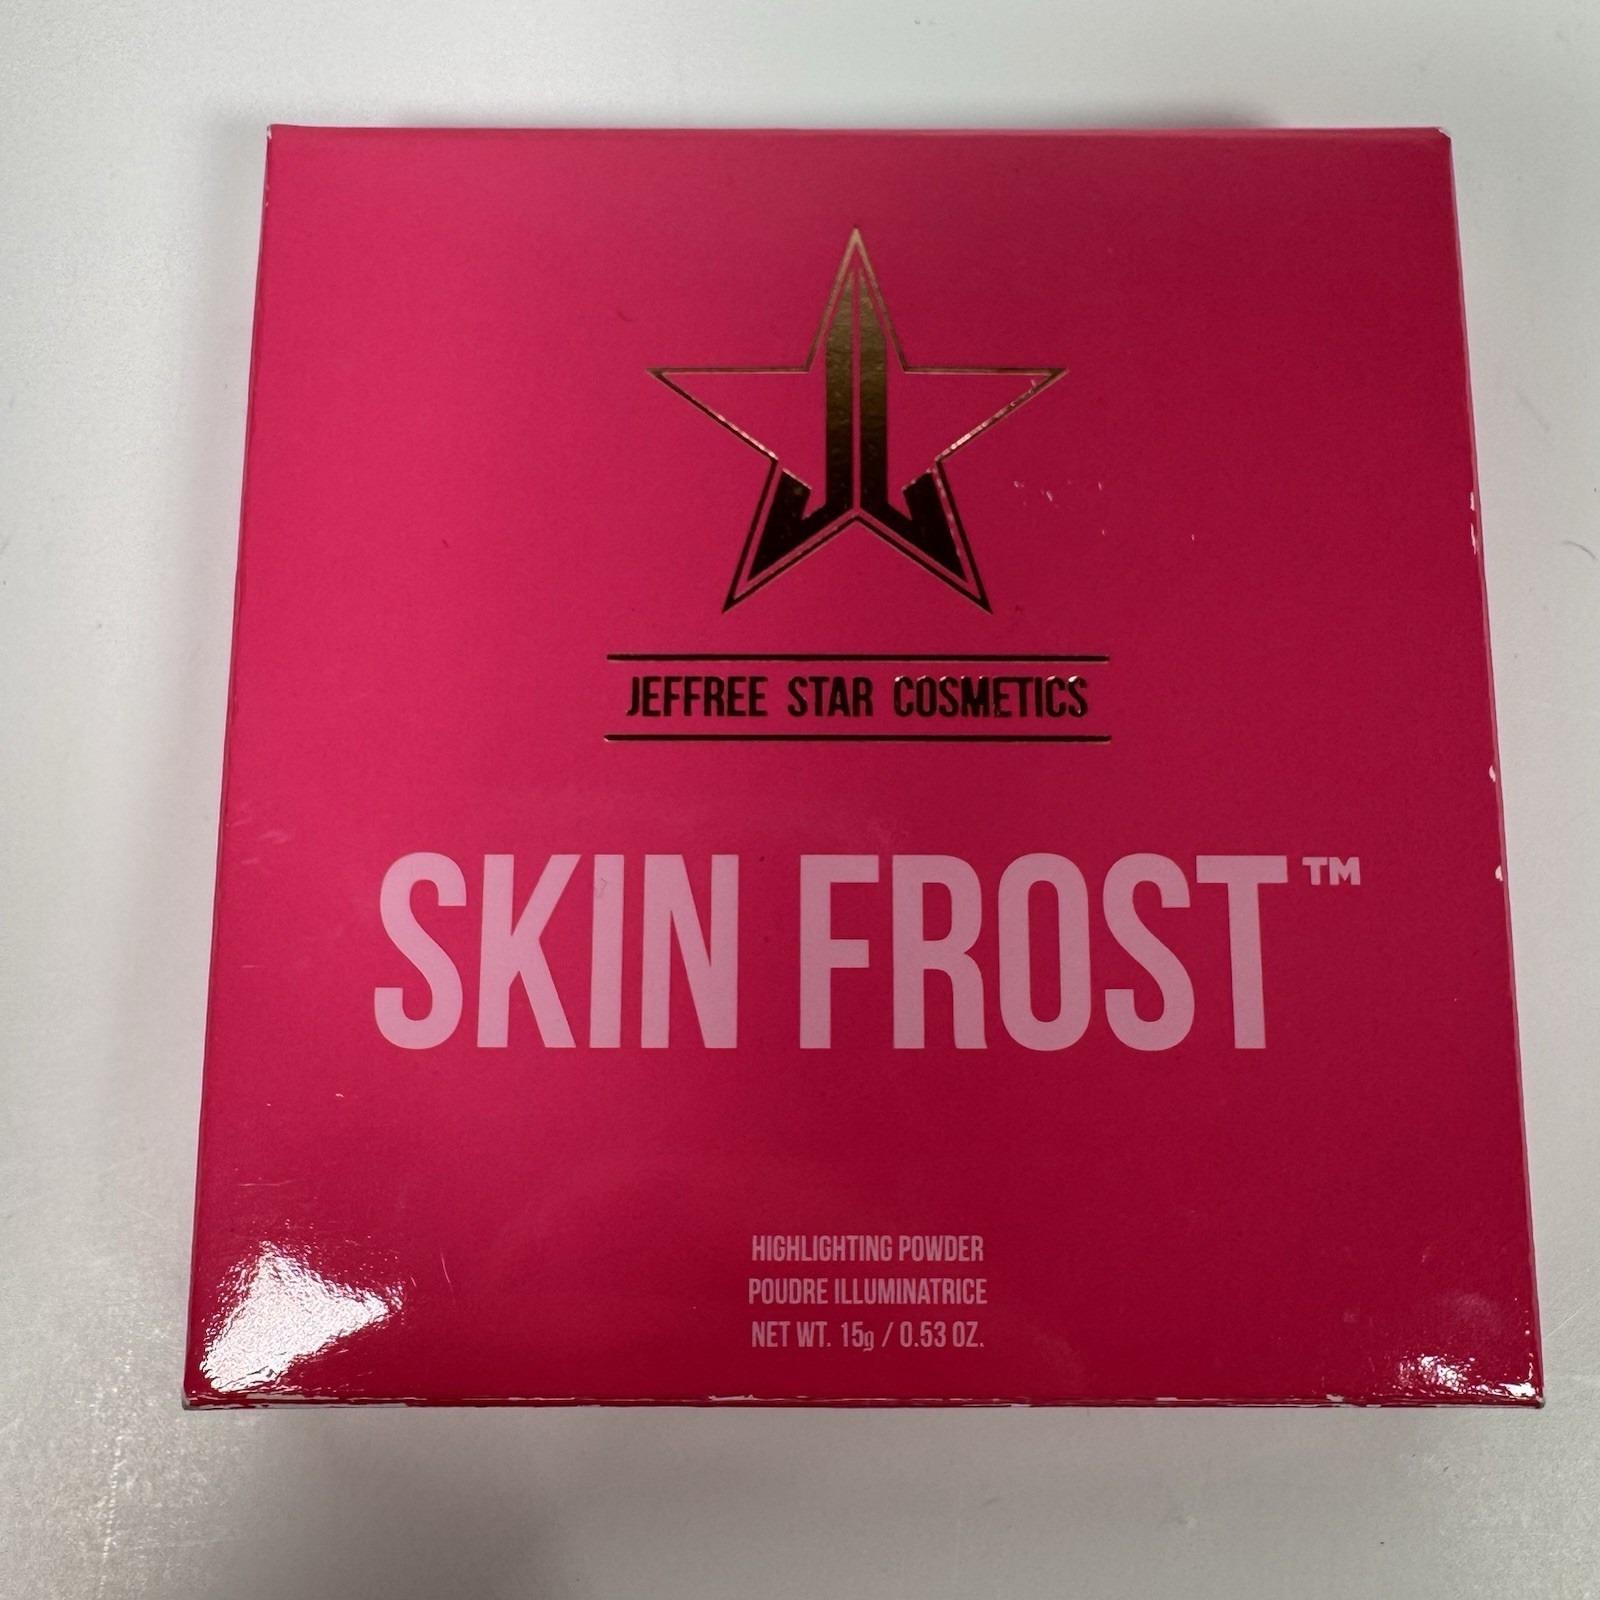 JEFFREE STAR COSMETICS
SKIN FROST™
HIGHLIGHTING POWDER
POUDRE ILLUMINATRICE
NET WT. 15g / 0.53 OZ.